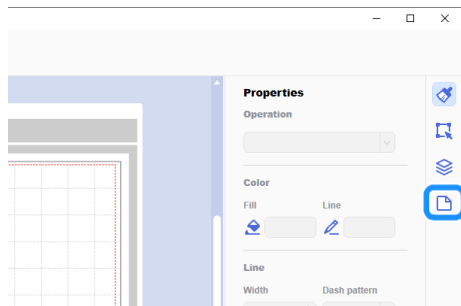 Properties
Operation
Color
Fill Line
Line
Width Dash pattern